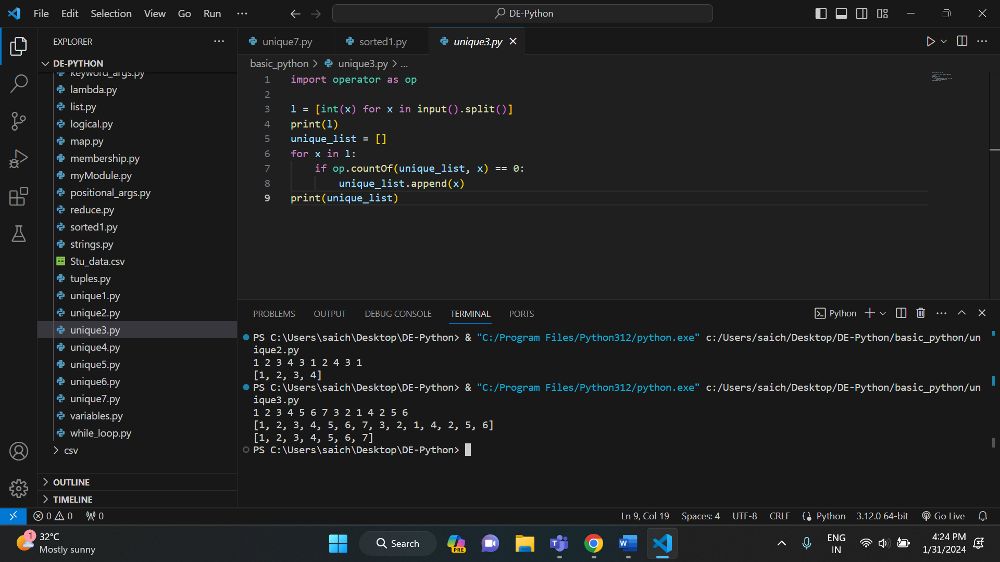 File Edit Selection View Go Run ···
DE-Python
EXPLORER ···
DE-PYTHON
keyword_args.py
lambda.py
list.py
logical.py
map.py
membership.py
myModule.py
positional_args.py
reduce.py
sorted1.py
strings.py
Stu_data.csv
tuples.py
unique1.py
unique2.py
unique3.py
unique4.py
unique5.py
unique6.py
unique7.py
variables.py
while_loop.py
csv
OUTLINE
TIMELINE
unique7.py sorted1.py unique3.py
basic_python > unique3.py > ...
1 import operator as op
2
3 l = [int(x) for x in input().split()]
4 print(l)
5 unique_list = []
6 for x in l:
7 if op.countOf(unique_list, x) == 0:
8 unique_list.append(x)
9 print(unique_list)
PROBLEMS OUTPUT DEBUG CONSOLE TERMINAL PORTS Python
PS C:\Users\saich\Desktop\DE-Python> & "C:/Program Files/Python312/python.exe" c:/Users/saich/Desktop/DE-Python/basic_python/un
ique2.py
1 2 3 4 3 1 2 4 3 1
[1, 2, 3, 4]
PS C:\Users\saich\Desktop\DE-Python> & "C:/Program Files/Python312/python.exe" c:/Users/saich/Desktop/DE-Python/basic_python/un
ique3.py
1 2 3 4 5 6 7 3 2 1 4 2 5 6
[1, 2, 3, 4, 5, 6, 7, 3, 2, 1, 4, 2, 5, 6]
[1, 2, 3, 4, 5, 6, 7]
PS C:\Users\saich\Desktop\DE-Python>
0 0 0 Ln 9, Col 19 Spaces: 4 UTF-8 CRLF Python 3.12.0 64-bit Go Live
1 32°C
Mostly sunny
Search
PRE
ENG
IN
4:24 PM
1/31/2024